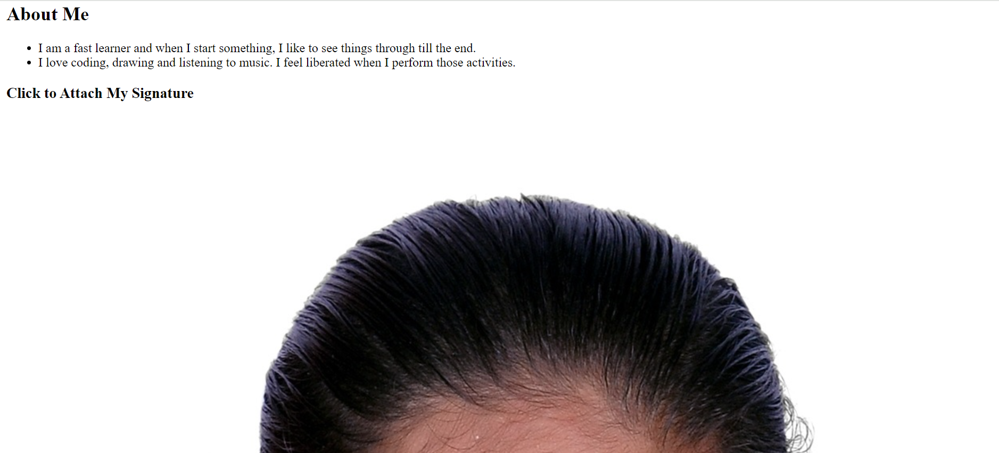 About Me
I am a fast learner and when I start something, I like to see things through till the end.
I love coding, drawing and listening to music. I feel liberated when I perform those activities.
Click to Attach My Signature